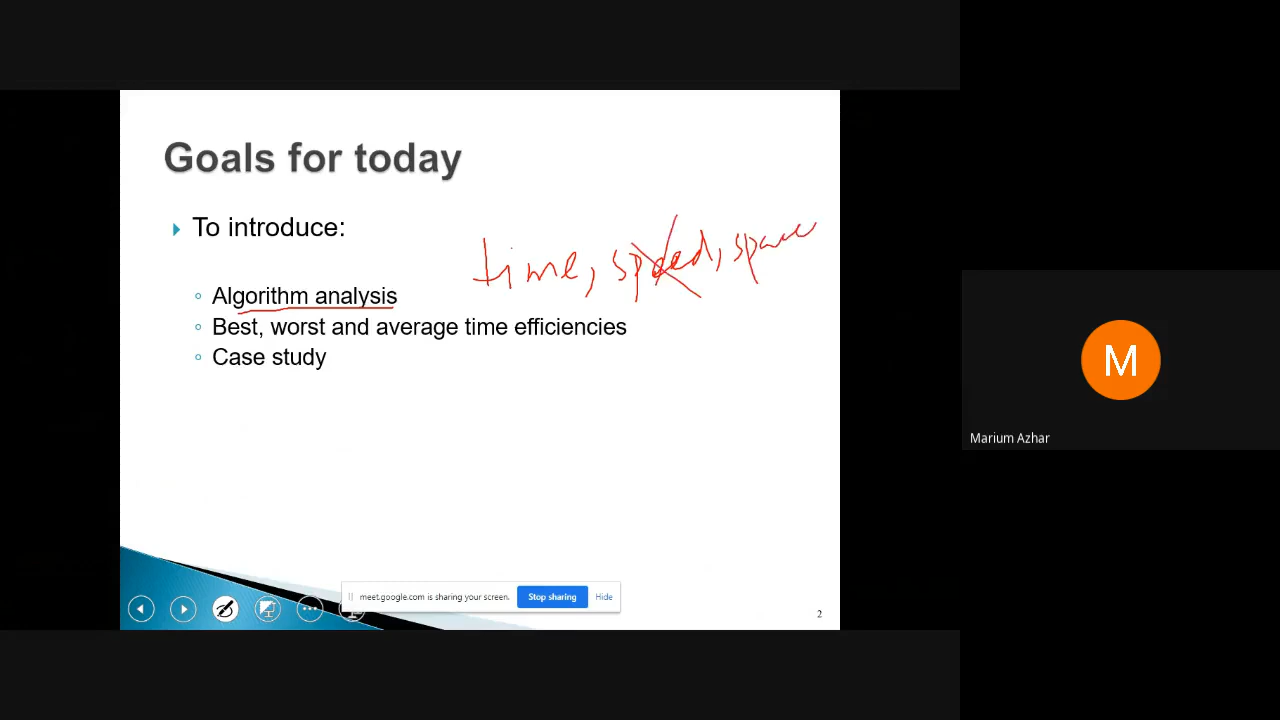 Goals for today
To introduce:
time, speed, space
Algorithm analysis
Best, worst and average time efficiencies
Case study
meet.google.com is sharing your screen. Stop sharing Hide
2
M
Marium Azhar